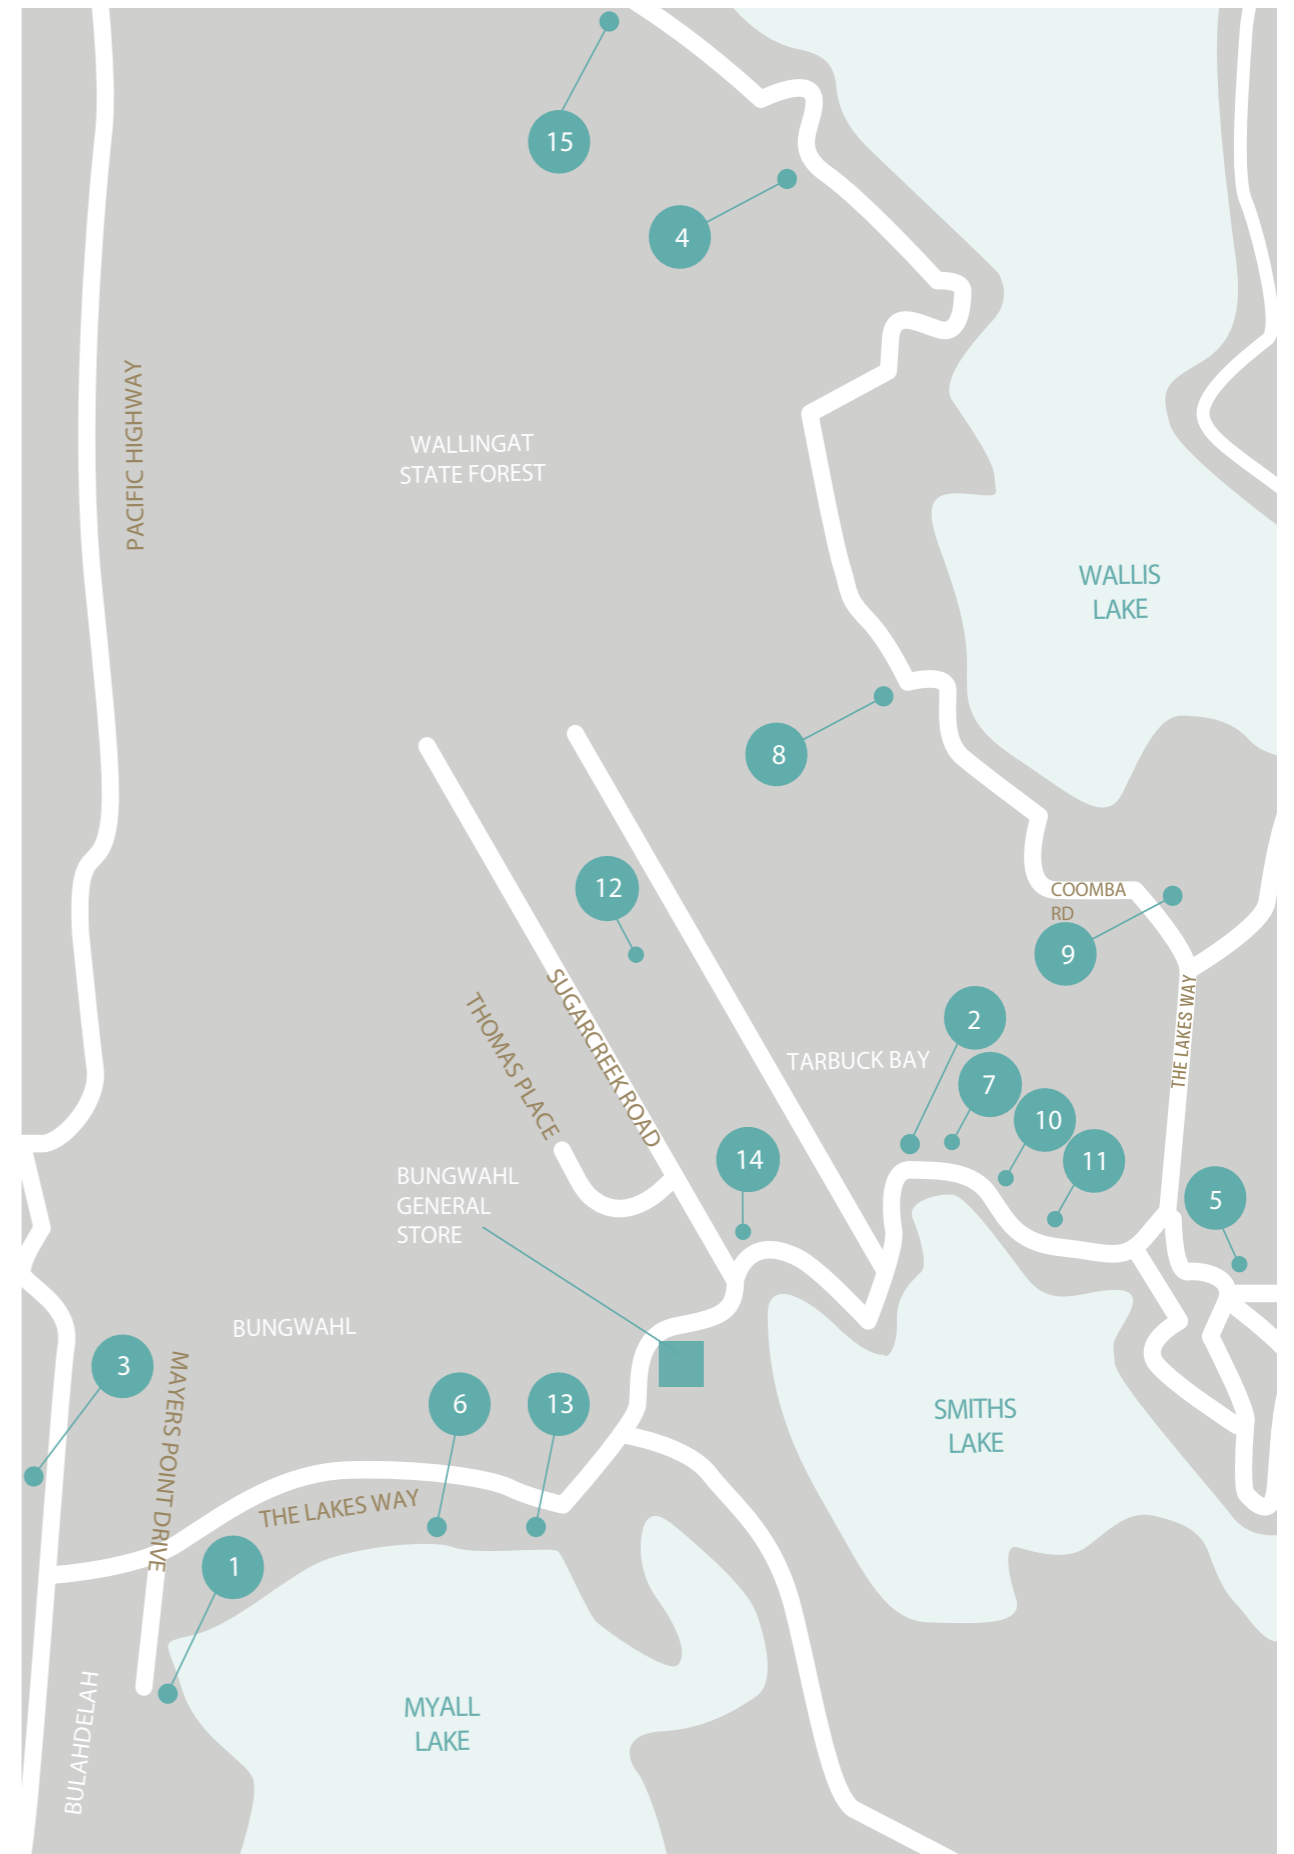 15
4
PACIFIC HIGHWAY
WALLINGAT
STATE FOREST
WALLIS
LAKE
8
12
COOMBA
RD
9
THE LAKES WAY
SUGARCREEK ROAD
THOMAS PLACE
2
TARBUCK BAY
7
10
11
14
5
BUNGWAHL
GENERAL
STORE
BUNGWAHL
3
MAYERS POINT DRIVE
6
13
SMITHS
LAKE
THE LAKES WAY
1
BULAHDELAH
MYALL
LAKE